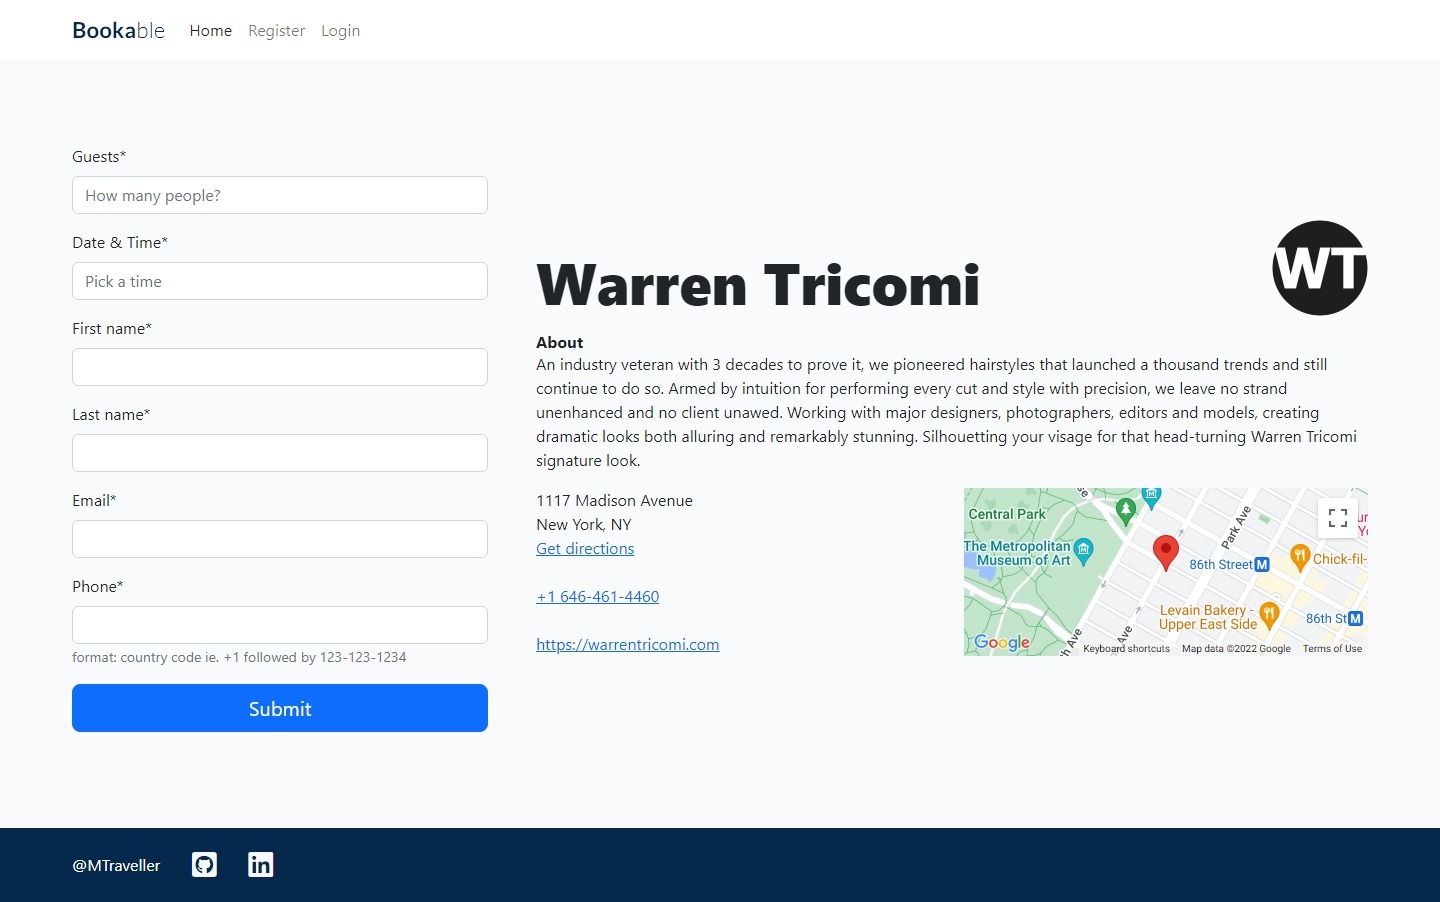 Bookable
Home
Register
Login
Guests*
How many people?
Date & Time*
Pick a time
First name*
Last name*
Email*
Phone*
format: country code ie. +1 followed by 123-123-1234
Submit
Warren Tricomi
WT
About
An industry veteran with 3 decades to prove it, we pioneered hairstyles that launched a thousand trends and still
continue to do so. Armed by intuition for performing every cut and style with precision, we leave no strand
unenhanced and no client unawed. Working with major designers, photographers, editors and models, creating
dramatic looks both alluring and remarkably stunning. Silhouetting your visage for that head-turning Warren Tricomi
signature look.
1117 Madison Avenue
New York, NY
Get directions
+1 646-461-4460
https://warrentricomi.com
Central Park
The Metropolitan
Museum of Art
Park Ave
86th Street M
Chick-fil-
Levain Bakery -
Upper East Side
86th St M
Google
Keyboard shortcuts
Map data ©2022 Google
Terms of Use
@MTraveller
in